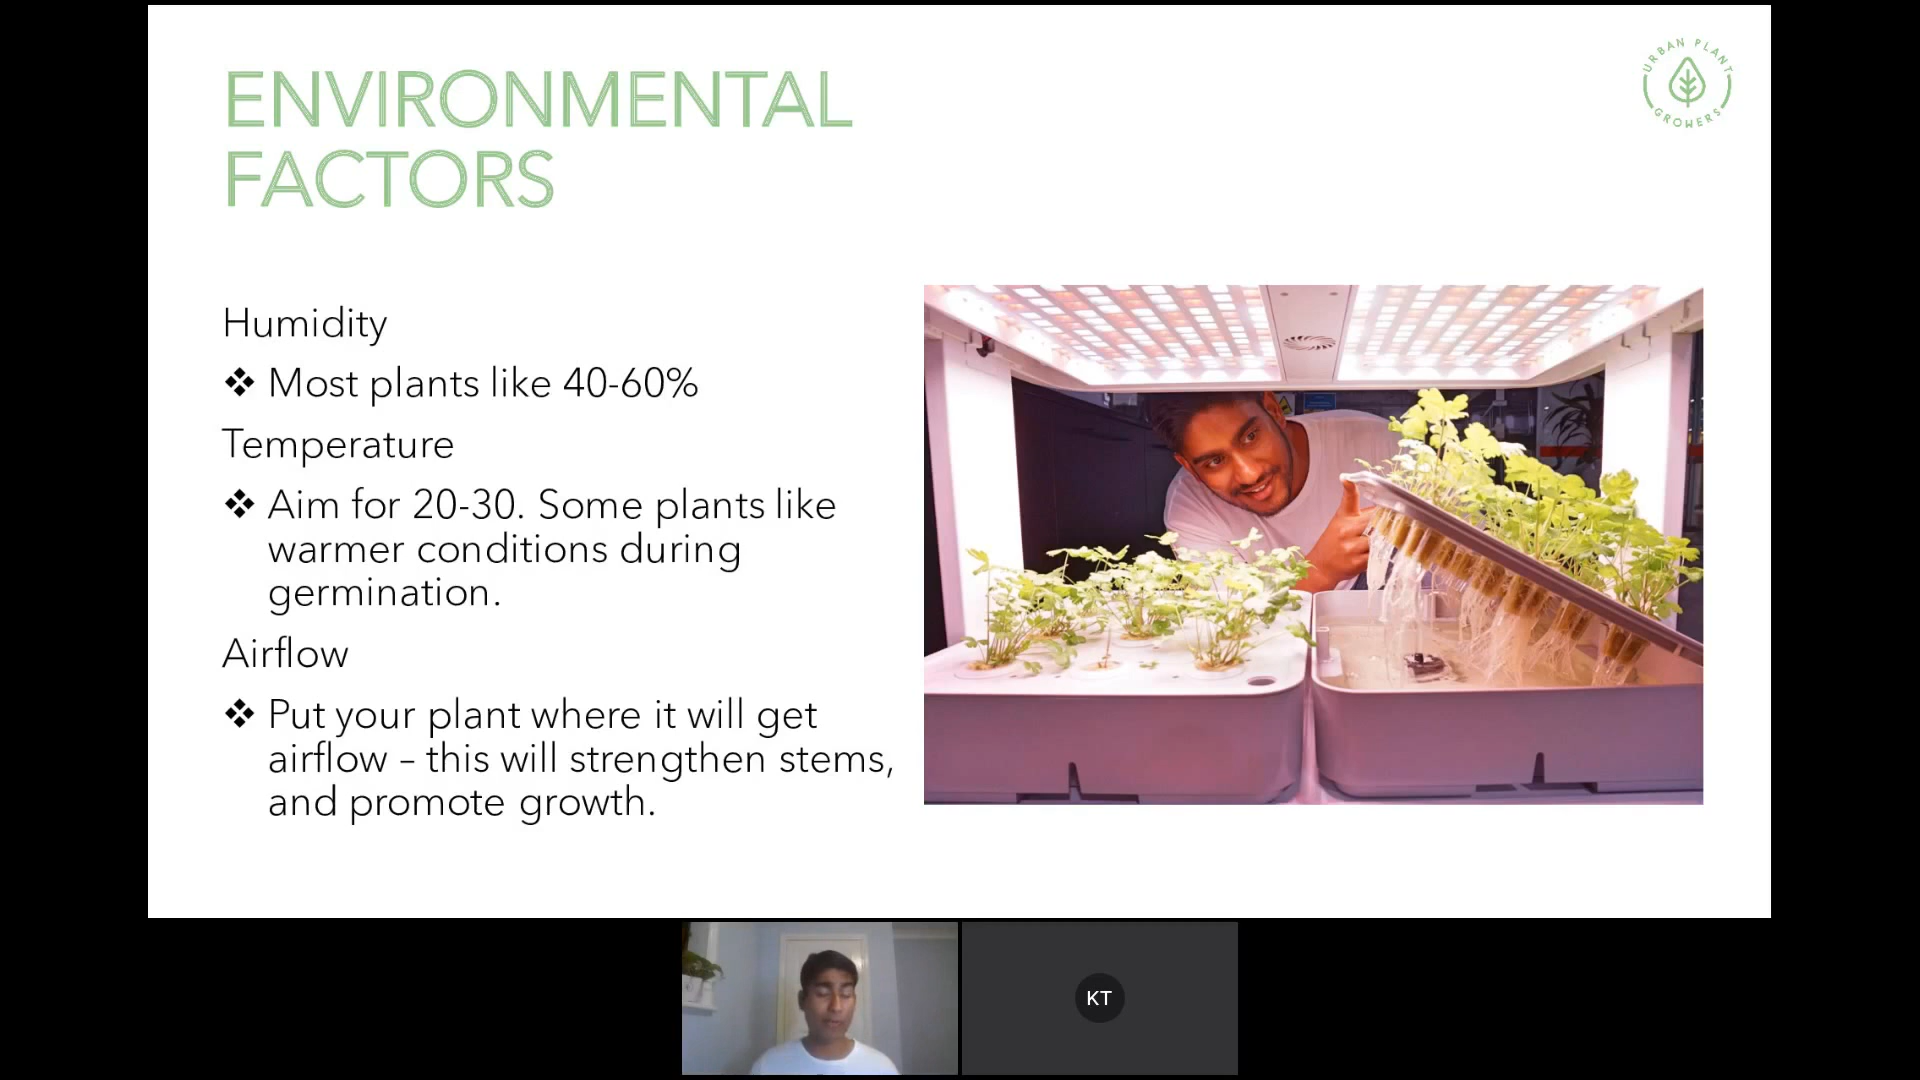 ENVIRONMENTAL
FACTORS
URBAN PLANT
GROWERS
Humidity
❖ Most plants like 40-60%
Temperature
❖ Aim for 20-30. Some plants like
warmer conditions during
germination.
Airflow
❖ Put your plant where it will get
airflow – this will strengthen stems,
and promote growth.
KT